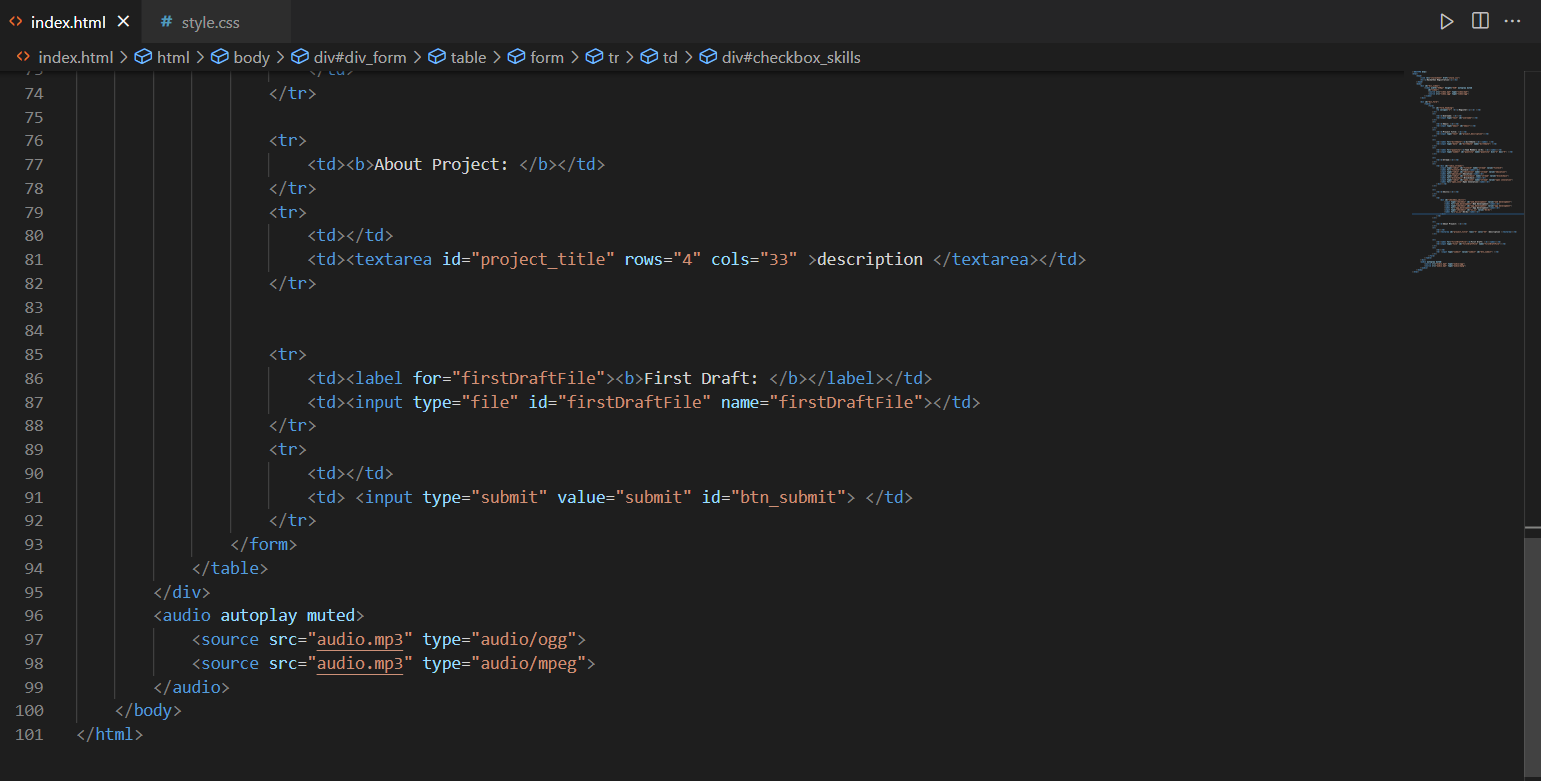 index.html
style.css
index.html > html > body > div#div_form > table > form > tr > td > div#checkbox_skills
73 </td>
74 </tr>
75
76 <tr>
77 <td><b>About Project: </b></td>
78 </tr>
79 <tr>
80 <td></td>
81 <td><textarea id="project_title" rows="4" cols="33" >description </textarea></td>
82 </tr>
83
84
85 <tr>
86 <td><label for="firstDraftFile"><b>First Draft: </b></label></td>
87 <td><input type="file" id="firstDraftFile" name="firstDraftFile"></td>
88 </tr>
89 <tr>
90 <td></td>
91 <td> <input type="submit" value="submit" id="btn_submit"> </td>
92 </tr>
93 </form>
94 </table>
95 </div>
96 <audio autoplay muted>
97 <source src="audio.mp3" type="audio/ogg">
98 <source src="audio.mp3" type="audio/mpeg">
99 </audio>
100 </body>
101 </html>